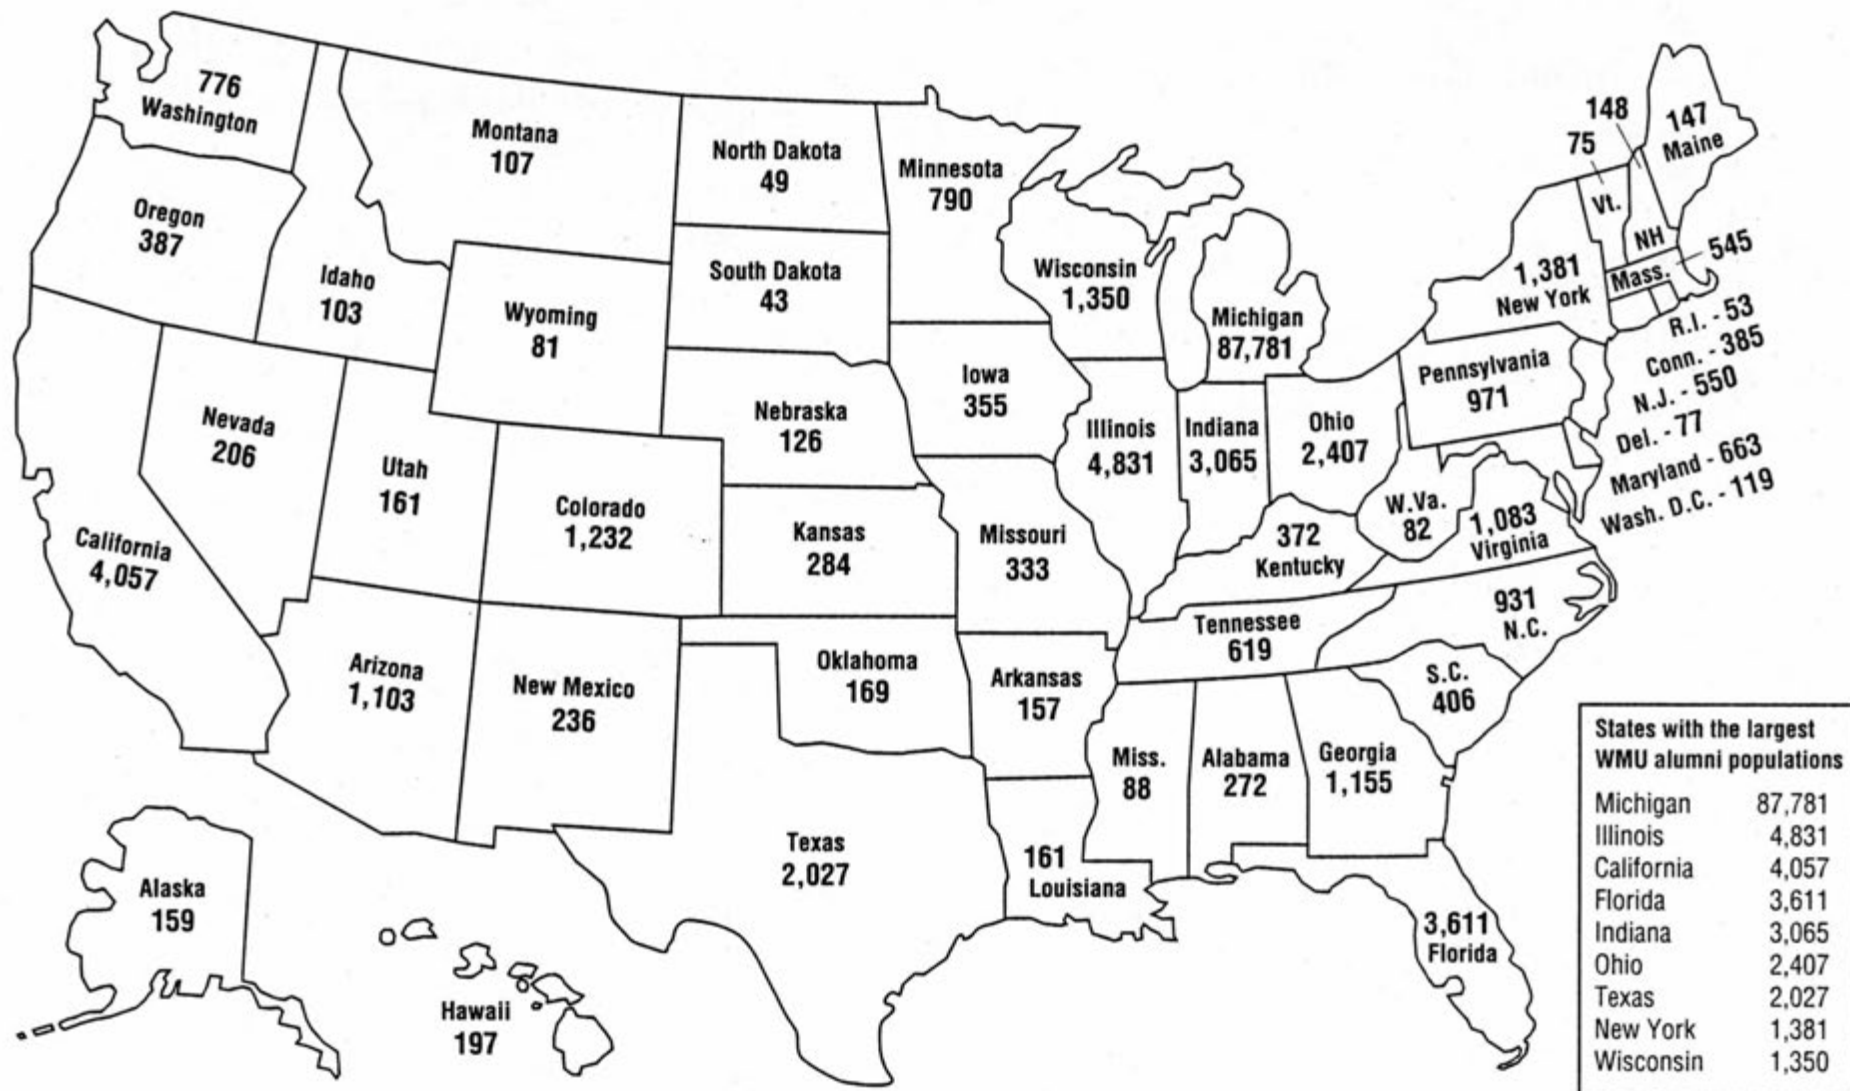 776
Washington
Montana
107
North Dakota
49
Minnesota
790
148
75
147
Maine
Vt.
NH
Mass.
545
Oregon
387
Idaho
103
Wyoming
81
South Dakota
43
Wisconsin
1,350
Michigan
87,781
1,381
New York
R.I. - 53
Conn. - 385
N.J. - 550
Del. - 77
Maryland - 663
Wash. D.C. - 119
Pennsylvania
971
Nevada
206
Utah
161
Colorado
1,232
Nebraska
126
Iowa
355
Illinois
4,831
Indiana
3,065
Ohio
2,407
W.Va.
82
1,083
Virginia
California
4,057
Kansas
284
Missouri
333
372
Kentucky
Tennessee
619
931
N.C.
S.C.
406
Arizona
1,103
New Mexico
236
Oklahoma
169
Arkansas
157
Miss.
88
Alabama
272
Georgia
1,155
Texas
2,027
161
Louisiana
3,611
Florida
Alaska
159
Hawaii
197
States with the largest
WMU alumni populations
Michigan 87,781
Illinois 4,831
California 4,057
Florida 3,611
Indiana 3,065
Ohio 2,407
Texas 2,027
New York 1,381
Wisconsin 1,350